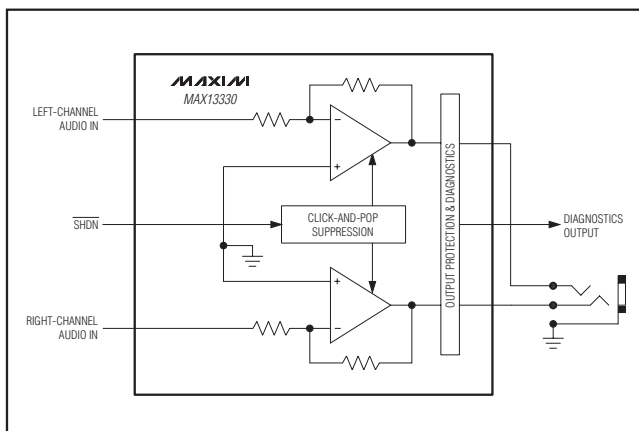 MAXIM
MAX13330
LEFT-CHANNEL
AUDIO IN
−
+
SHDN
CLICK-AND-POP
SUPPRESSION
OUTPUT PROTECTION & DIAGNOSTICS
DIAGNOSTICS
OUTPUT
+
−
RIGHT-CHANNEL
AUDIO IN